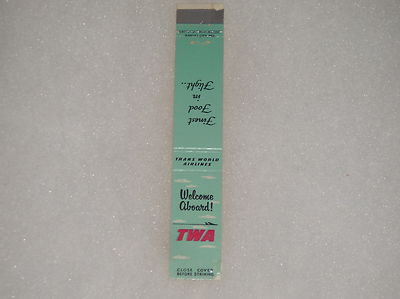 Finest
Food
in
Flight..
TRANS WORLD
AIRLINES
Welcome
Aboard!
TWA
CLOSE COVER
BEFORE STRIKING